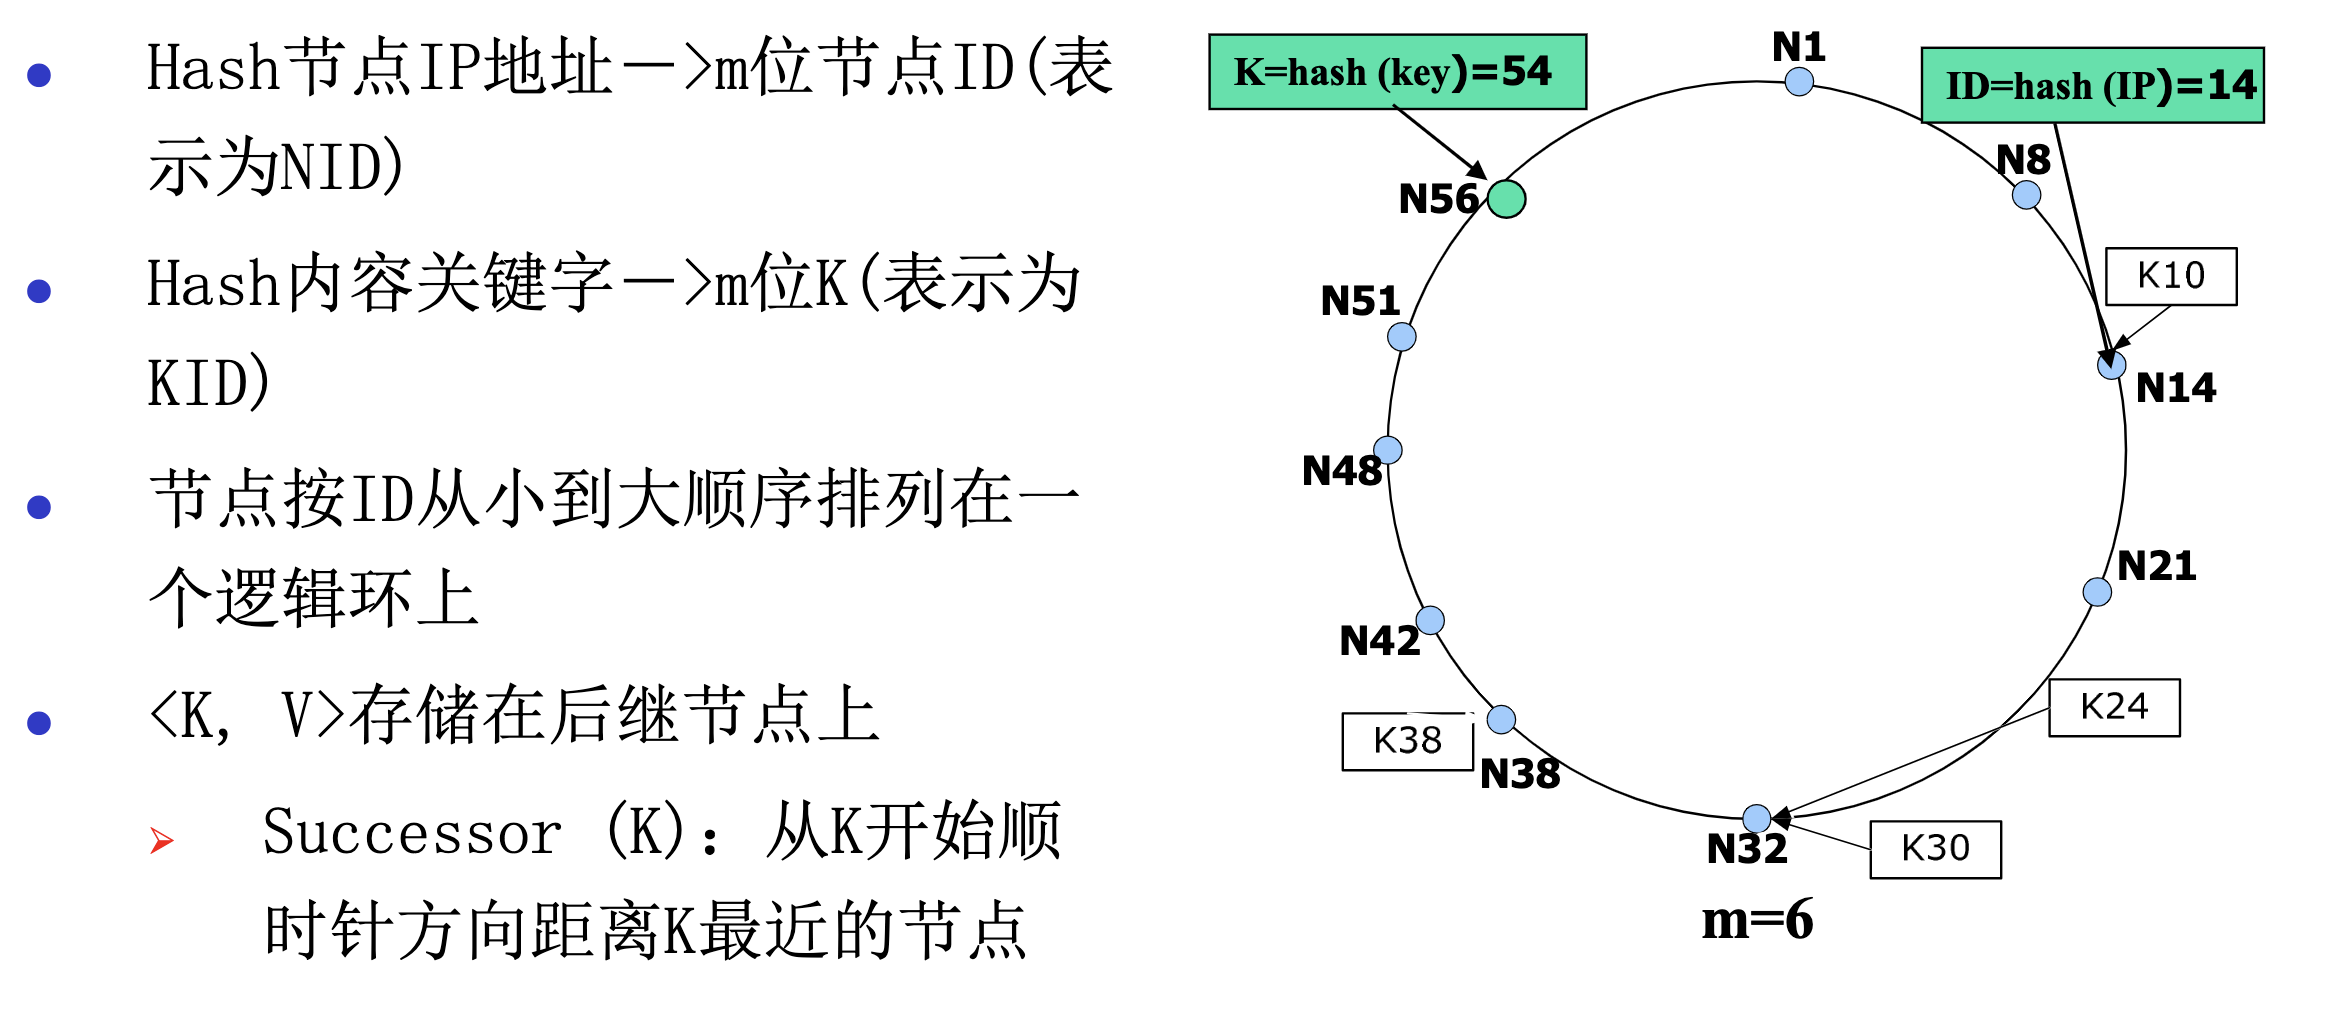 Hash节点IP地址－>m位节点ID(表
示为NID)
Hash内容关键字－>m位K(表示为
KID)
节点按ID从小到大顺序排列在一
个逻辑环上
<K, V>存储在后继节点上
Successor (K)：从K开始顺
时针方向距离K最近的节点
K=hash (key)=54
N1
ID=hash (IP)=14
N8
N56
K10
N51
N14
N48
N21
N42
K24
K38
N38
N32
K30
m=6